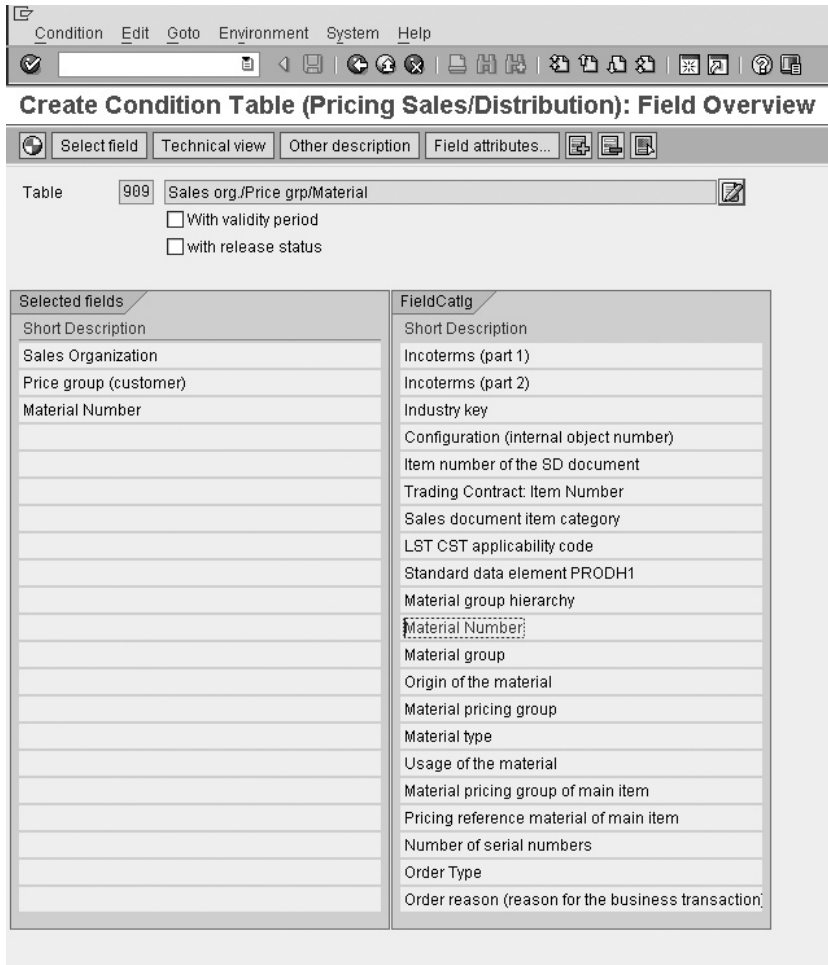 Condition Edit Goto Environment System Help
Create Condition Table (Pricing Sales/Distribution): Field Overview
Select field Technical view Other description Field attributes...
Table 909 Sales org./Price grp/Material
With validity period
with release status
Selected fields
Short Description
Sales Organization
Price group (customer)
Material Number
FieldCatlg
Short Description
Incoterms (part 1)
Incoterms (part 2)
Industry key
Configuration (internal object number)
Item number of the SD document
Trading Contract: Item Number
Sales document item category
LST CST applicability code
Standard data element PRODH1
Material group hierarchy
Material Number
Material group
Origin of the material
Material pricing group
Material type
Usage of the material
Material pricing group of main item
Pricing reference material of main item
Number of serial numbers
Order Type
Order reason (reason for the business transaction)